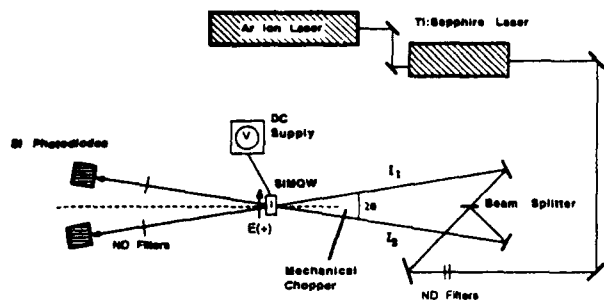 Ar ion Laser
Ti:Sapphire Laser
DC
Supply
V
Si Photodiodes
SIMQW
I₁
2θ
Beam Splitter
E(+)
I₂
ND Filters
Mechanical
Chopper
ND Filters